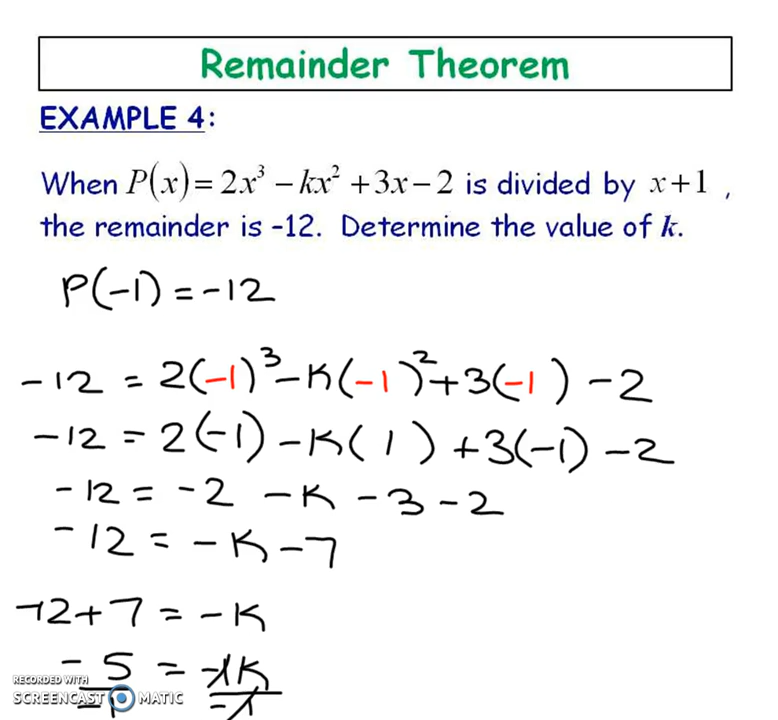 Remainder Theorem
EXAMPLE 4:
When P(x) = 2x³ − kx² + 3x − 2 is divided by x + 1 ,
the remainder is -12. Determine the value of k.
P(-1) = -12
-12 = 2(-1)³ - K(-1)² + 3(-1) - 2
-12 = 2(-1) - K(1) + 3(-1) - 2
-12 = -2 - K - 3 - 2
-12 = -K - 7
-12 + 7 = -K
-5 = -1K
-1 -1
RECORDED WITH
SCREENCAST MATIC